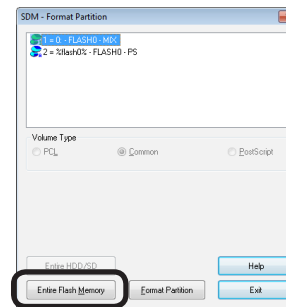 SDM - Format Partition
1 = 0: - FLASH0 - MIX
2 = %flash0% - FLASH0 - PS
Volume Type
PCL Common PostScript
Entire HDD/SD Help
Entire Flash Memory Format Partition Exit